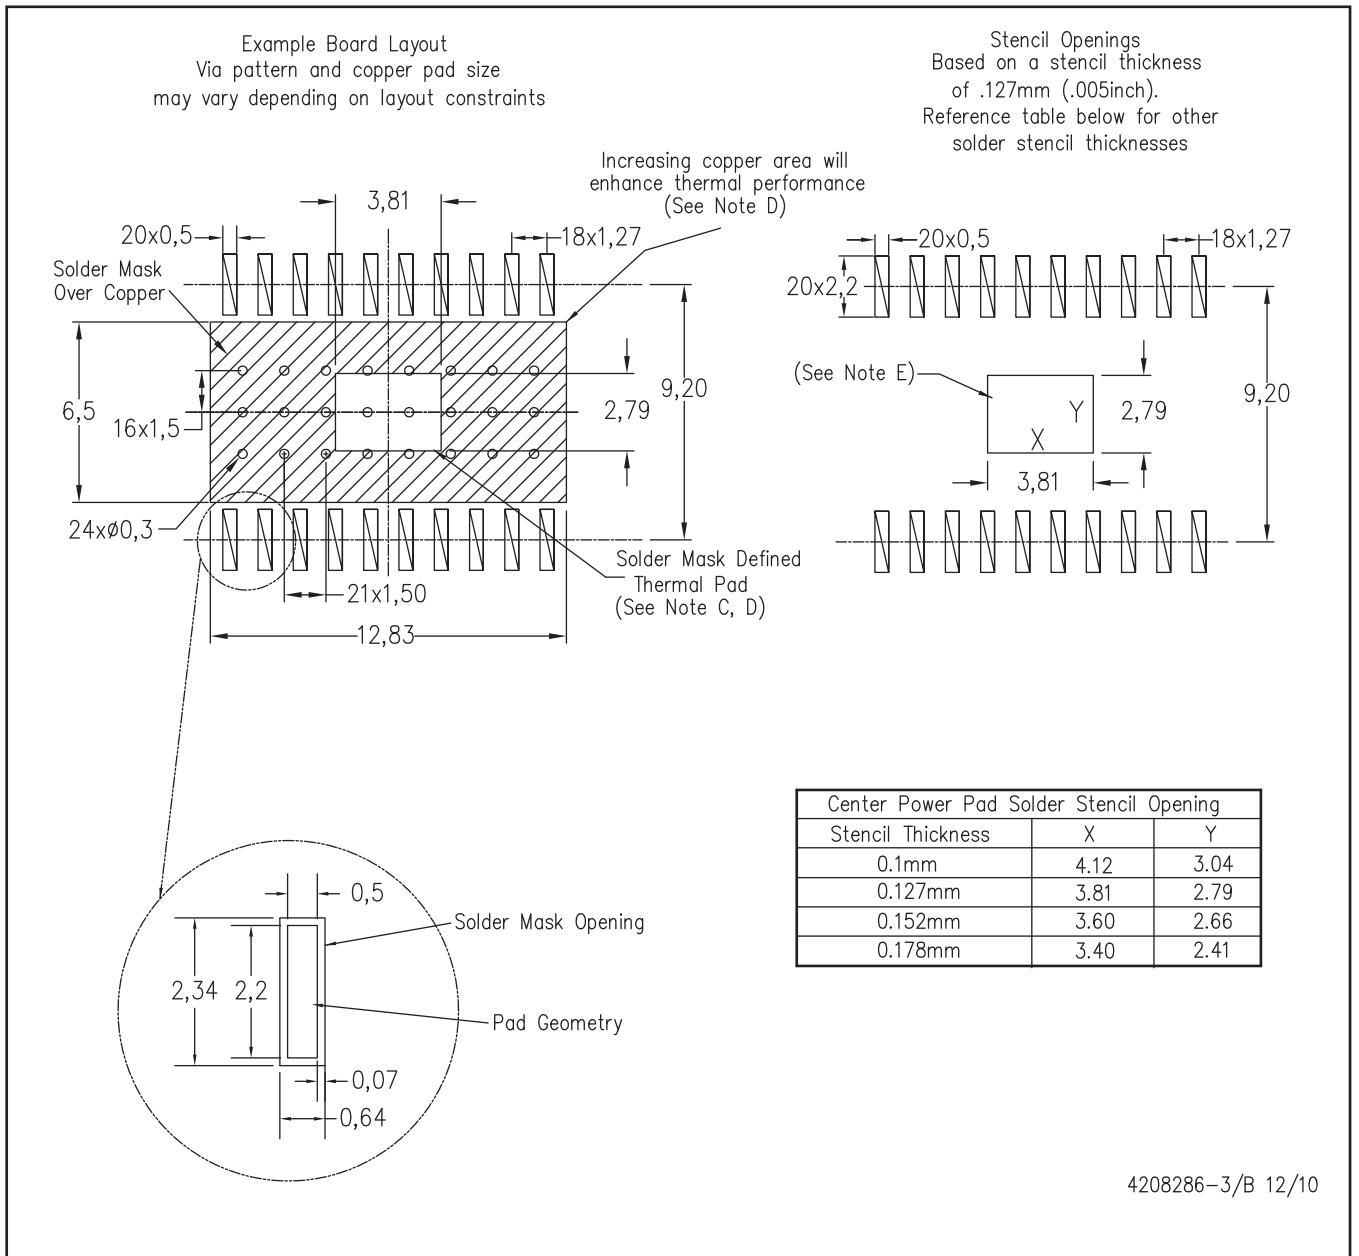 Example Board Layout
Via pattern and copper pad size
may vary depending on layout constraints
Stencil Openings
Based on a stencil thickness
of .127mm (.005inch).
Reference table below for other
solder stencil thicknesses
Increasing copper area will
enhance thermal performance
(See Note D)
3,81
20x0,5
18x1,27
Solder Mask
Over Copper
6,5
16x1,5
2,79
9,20
24xø0,3
21x1,50
12,83
Solder Mask Defined
Thermal Pad
(See Note C, D)
20x0,5
18x1,27
20x2,2
(See Note E)
Y
X
2,79
9,20
3,81
Center Power Pad Solder Stencil Opening
Stencil Thickness X Y
0.1mm 4.12 3.04
0.127mm 3.81 2.79
0.152mm 3.60 2.66
0.178mm 3.40 2.41
0,5
Solder Mask Opening
2,34
2,2
Pad Geometry
0,07
0,64
4208286-3/B 12/10